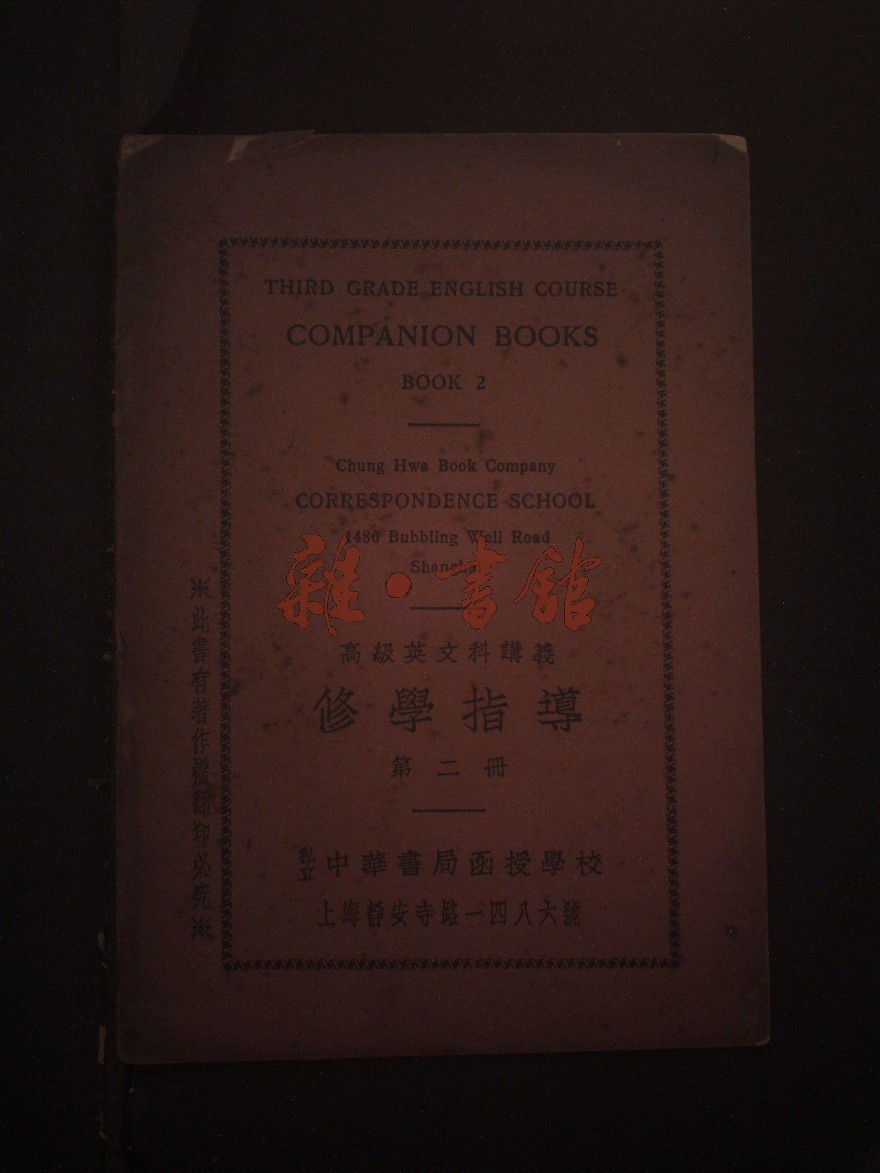 THIRD GRADE ENGLISH COURSE
COMPANION BOOKS
BOOK 2
Chung Hwa Book Company
CORRESPONDENCE SCHOOL
1486 Bubbling Well Road
Shanghai
雜·書館
高級英文科講義
修學指導
第二冊
私立中華書局函授學校
上海靜安寺路一四八六號
※此書有著作權翻印必究※